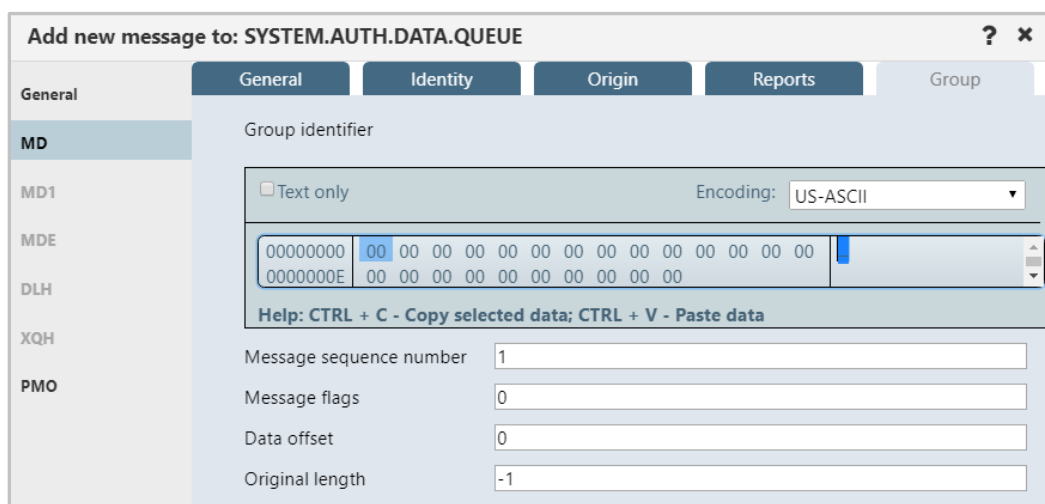 Add new message to: SYSTEM.AUTH.DATA.QUEUE ? ×
General Identity Origin Reports Group
General
MD
MD1
MDE
DLH
XQH
PMO
Group identifier
Text only Encoding: US-ASCII
00000000 00 00 00 00 00 00 00 00 00 00 00 00 00 00
0000000E 00 00 00 00 00 00 00 00 00 00
Help: CTRL + C - Copy selected data; CTRL + V - Paste data
Message sequence number 1
Message flags 0
Data offset 0
Original length -1